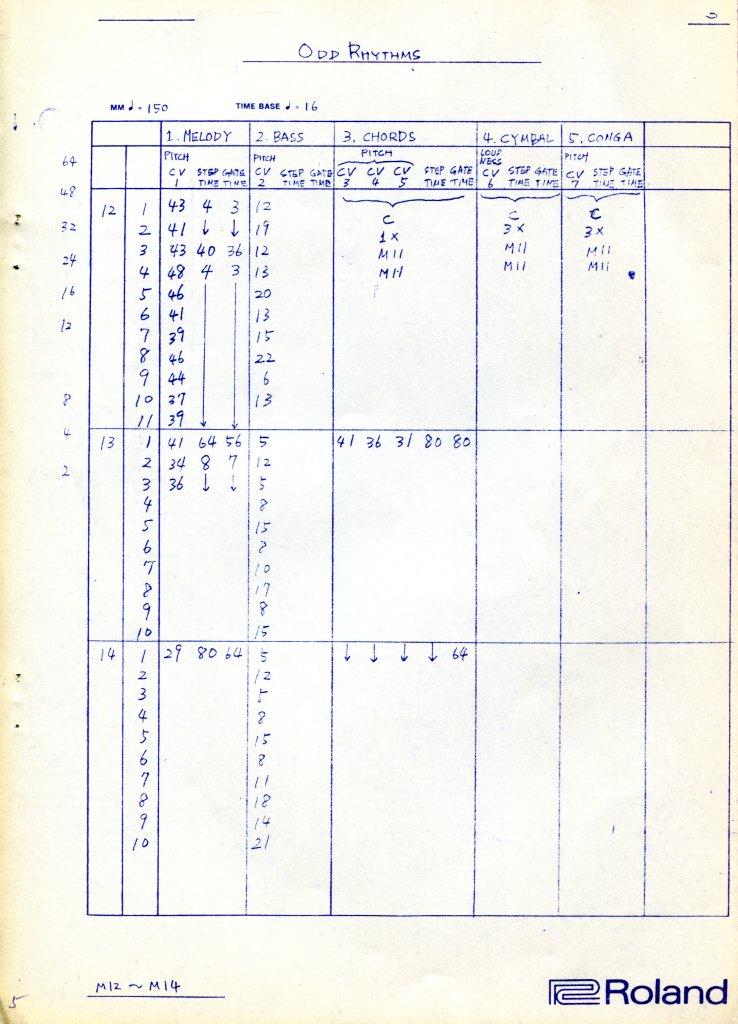 ODD RHYTHMS
MM ♩ = 150 TIME BASE ♩ = 16
1. MELODY 2. BASS 3. CHORDS 4. CYMBAL 5. CONGA
PITCH CV 1 STEP TIME GATE TIME PITCH CV 2 STEP TIME GATE TIME PITCH CV 3 CV 4 CV 5 STEP TIME GATE TIME LOUDNESS CV 6 STEP TIME GATE TIME PITCH CV 7 STEP TIME GATE TIME
64
48
32
24
16
12
8
4
2
12 1 43 4 3 12 C C C
2 41 ↓ ↓ 19 1X 3X 3X
3 43 40 36 12 M11 M11 M11
4 48 4 3 13 M11 M11 M11
5 46 20
6 41 13
7 39 15
8 46 22
9 44 6
10 37 13
11 39 ↓ ↓
13 1 41 64 56 5 41 36 31 80 80
2 34 8 7 12
3 36 ↓ ↓ 5
4 8
5 15
6 8
7 10
8 17
9 8
10 15
14 1 29 80 64 5 ↓ ↓ ↓ ↓ 64
2 12
3 5
4 8
5 15
6 8
7 11
8 18
9 14
10 21
M12 ~ M14
5
Roland